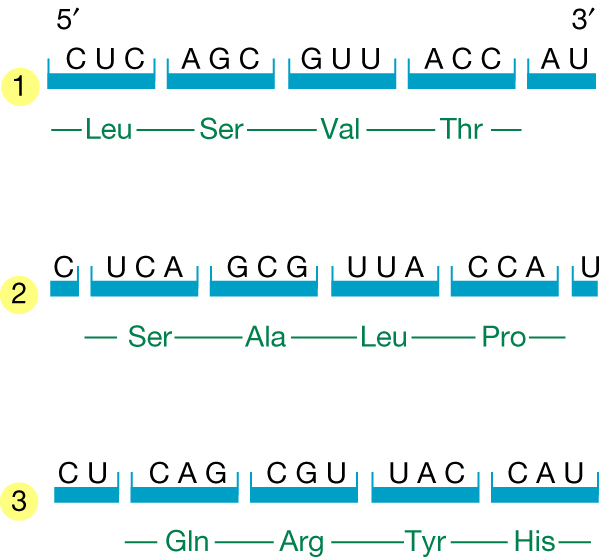 5′ 3′
CUC AGC GUU ACC AU
1
Leu Ser Val Thr
C UCA GCG UUA CCA U
2
Ser Ala Leu Pro
CU CAG CGU UAC CAU
3
Gln Arg Tyr His